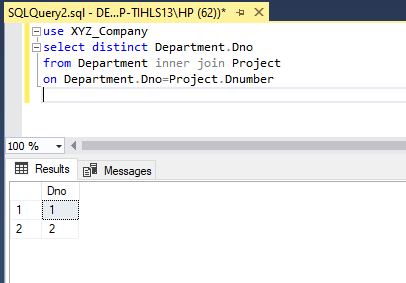 SQLQuery2.sql - DE...P-TIHLS13\HP (62))*
use XYZ_Company
select distinct Department.Dno
from Department inner join Project
on Department.Dno=Project.Dnumber
100 %
Results Messages
Dno
1 1
2 2